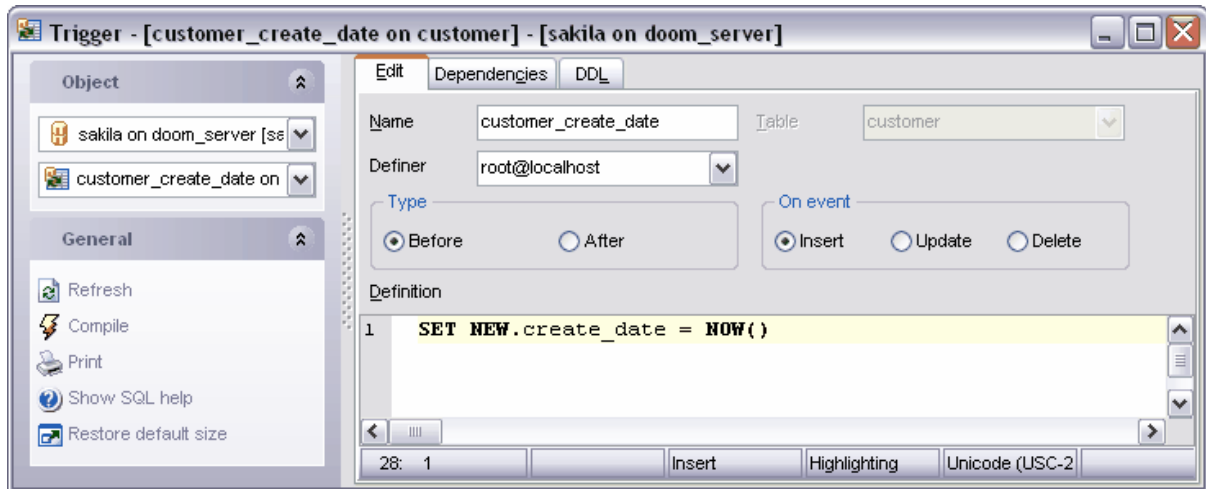 Trigger - [customer_create_date on customer] - [sakila on doom_server]
Object
sakila on doom_server [sa
customer_create_date on
General
Refresh
Compile
Print
Show SQL help
Restore default size
Edit Dependencies DDL
Name customer_create_date Table customer
Definer root@localhost
Type On event
Before After Insert Update Delete
Definition
1 SET NEW.create_date = NOW()
28: 1 Insert Highlighting Unicode (USC-2